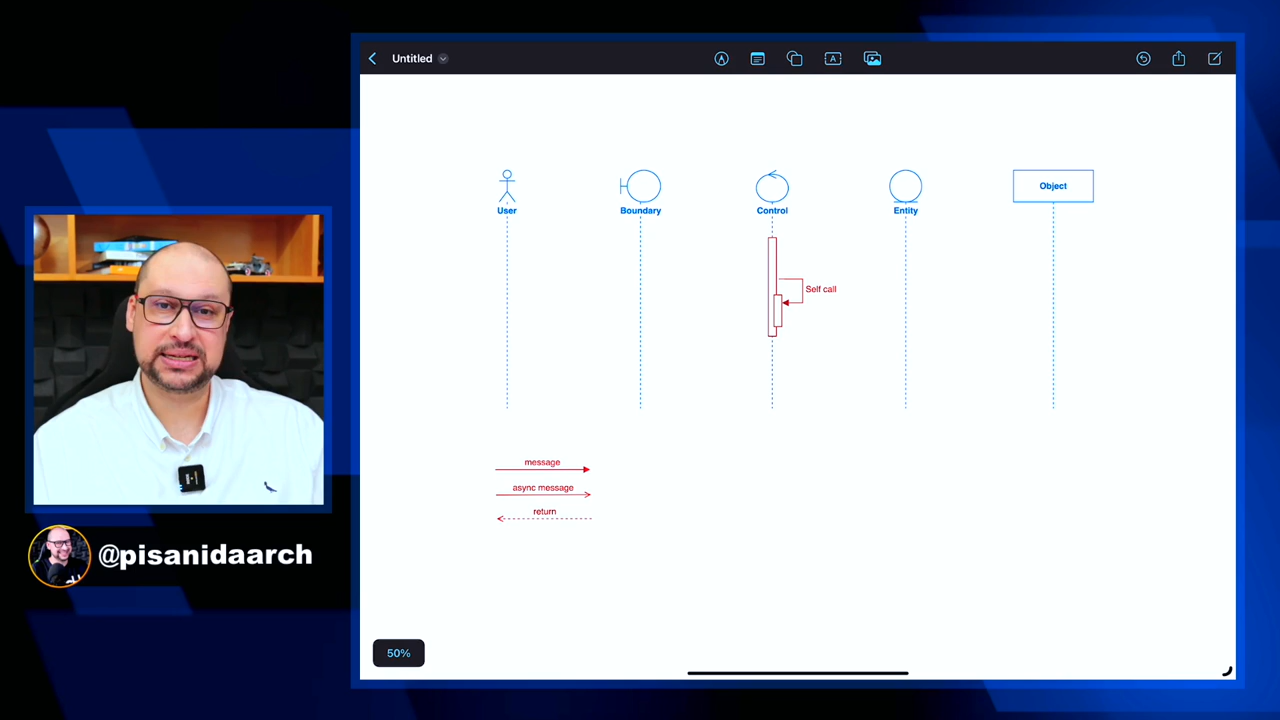 Untitled
User
Boundary
Control
Entity
Object
Self call
message
async message
return
@pisanidaarch
50%